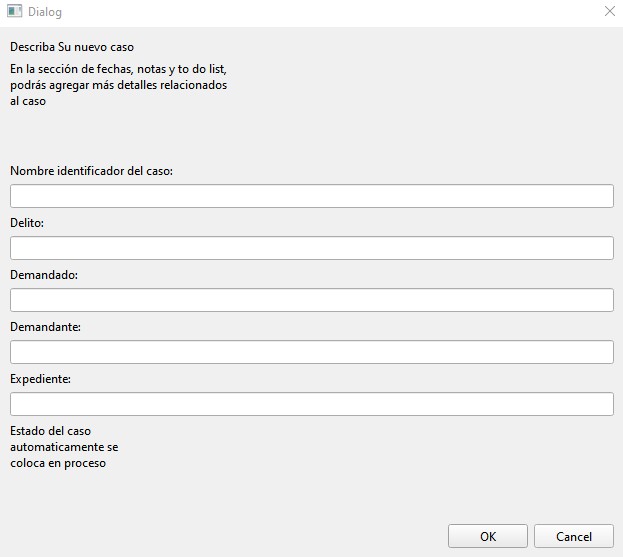 Dialog
Describa Su nuevo caso
En la sección de fechas, notas y to do list,
podrás agregar más detalles relacionados
al caso
Nombre identificador del caso:
Delito:
Demandado:
Demandante:
Expediente:
Estado del caso
automaticamente se
coloca en proceso
OK
Cancel